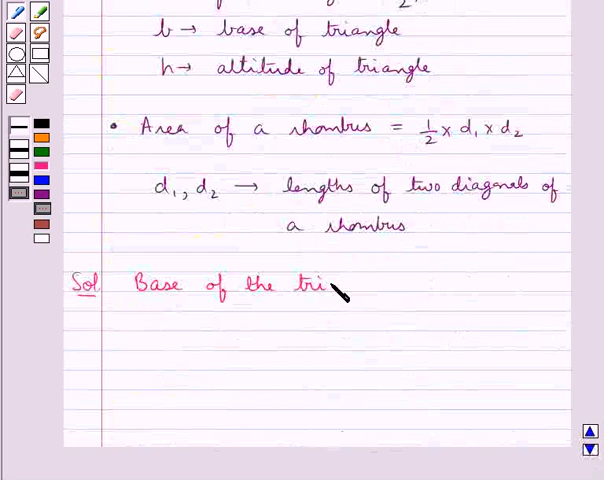 b → base of triangle
h → altitude of triangle
• Area of a rhombus = 1/2 × d₁ × d₂
d₁, d₂ → lengths of two diagonals of
a rhombus
Sol. Base of the tri